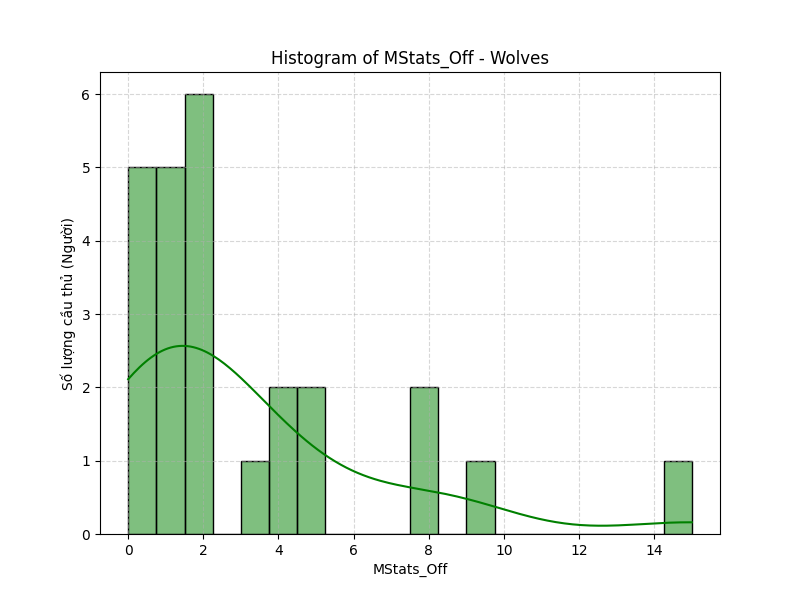 Histogram of MStats_Off - Wolves
Số lượng cầu thủ (Người)
6
5
4
3
2
1
0
0 2 4 6 8 10 12 14
MStats_Off